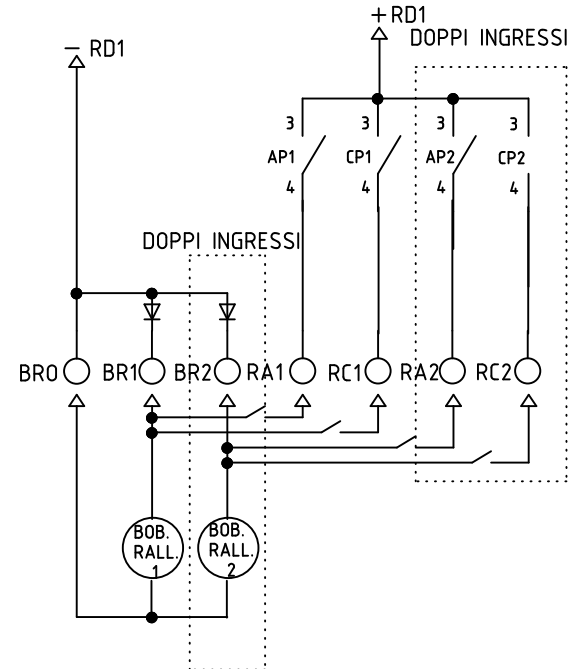 + RD1
DOPPI INGRESSI
− RD1
3 3 3 3
AP1 CP1 AP2 CP2
4 4 4 4
DOPPI INGRESSI
BR0 BR1 BR2 RA1 RC1 RA2 RC2
BOB. BOB.
RALL. RALL.
1 2